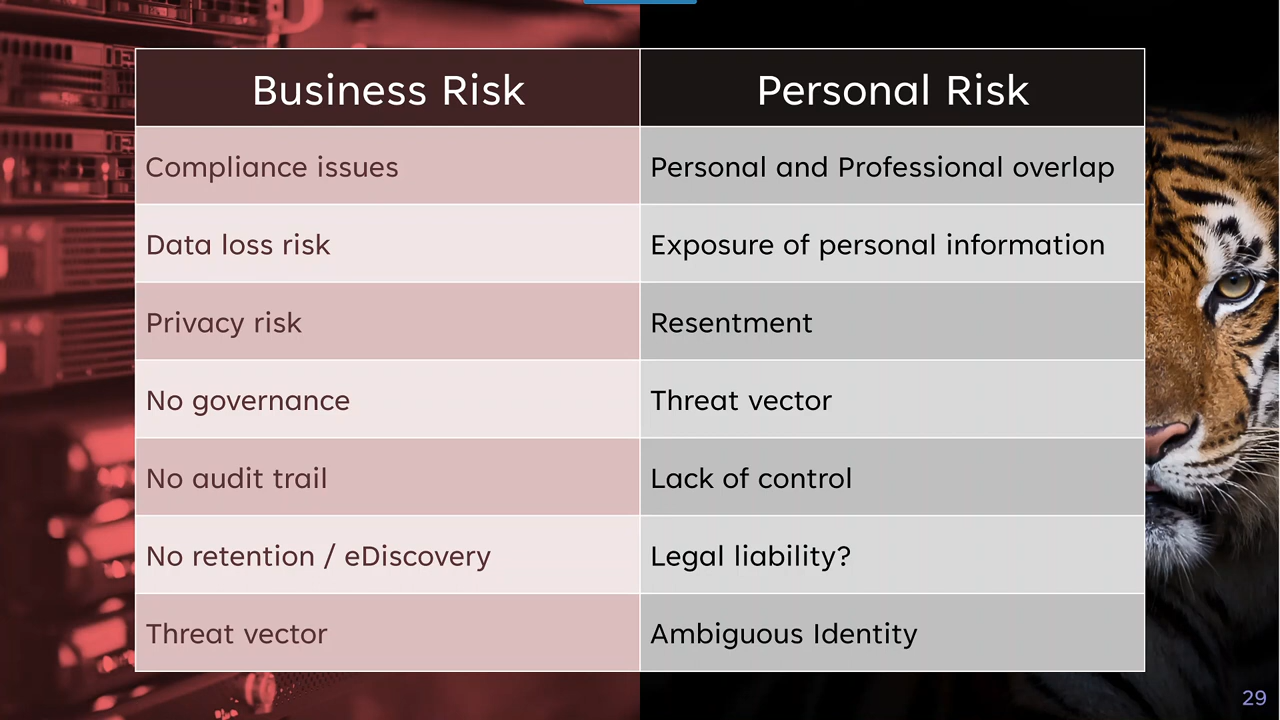 Business Risk Personal Risk
Compliance issues Personal and Professional overlap
Data loss risk Exposure of personal information
Privacy risk Resentment
No governance Threat vector
No audit trail Lack of control
No retention / eDiscovery Legal liability?
Threat vector Ambiguous Identity
29